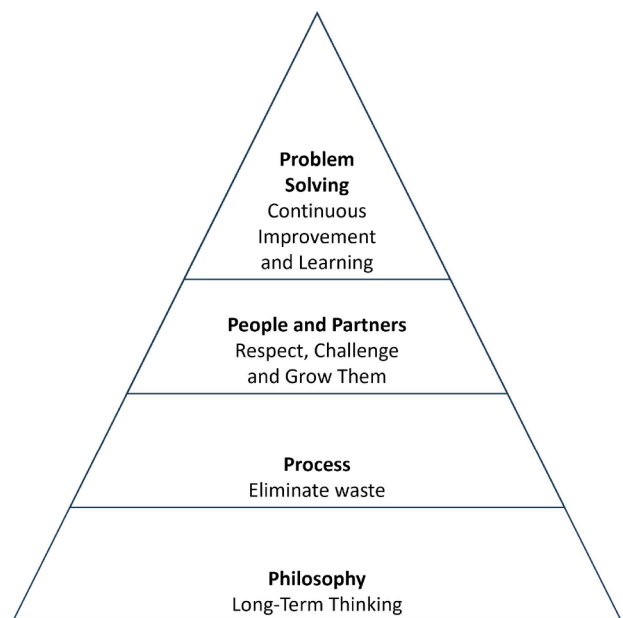 Problem
Solving
Continuous
Improvement
and Learning
People and Partners
Respect, Challenge
and Grow Them
Process
Eliminate waste
Philosophy
Long-Term Thinking